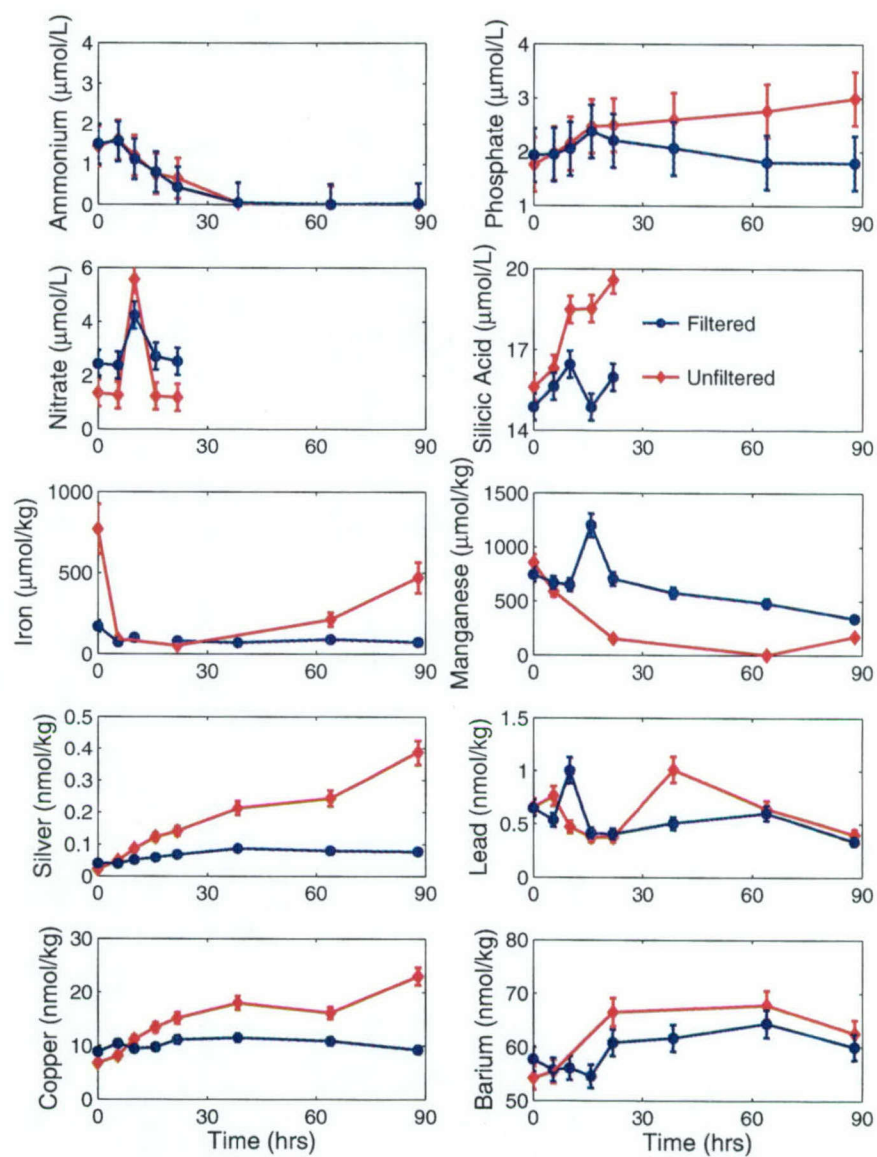 Ammonium (μmol/L)
4
3
2
1
0
0 30 60 90
Phosphate (μmol/L)
4
3
2
1
0 30 60 90
Nitrate (μmol/L)
6
4
2
0
0 30 60 90
Silicic Acid (μmol/L)
20
17
14
0 30 60 90
Filtered
Unfiltered
Iron (μmol/kg)
1000
500
0
0 30 60 90
Manganese (μmol/kg)
1500
1000
500
0
0 30 60 90
Silver (nmol/kg)
0.5
0.4
0.3
0.2
0.1
0
0 30 60 90
Lead (nmol/kg)
1.5
1
0.5
0
0 30 60 90
Copper (nmol/kg)
30
20
10
0
0 30 60 90
Time (hrs)
Barium (nmol/kg)
80
70
60
50
0 30 60 90
Time (hrs)